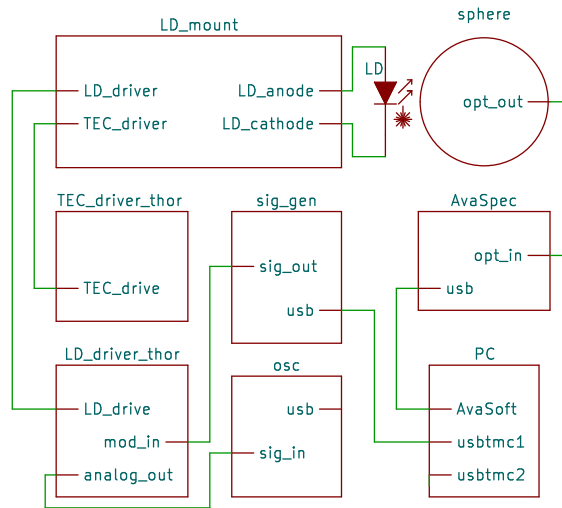 LD_mount
sphere
LD
LD_driver
LD_anode
opt_out
TEC_driver
LD_cathode
TEC_driver_thor
sig_gen
AvaSpec
sig_out
opt_in
TEC_drive
usb
usb
LD_driver_thor
osc
PC
LD_drive
usb
AvaSoft
mod_in
sig_in
usbtmc1
analog_out
usbtmc2